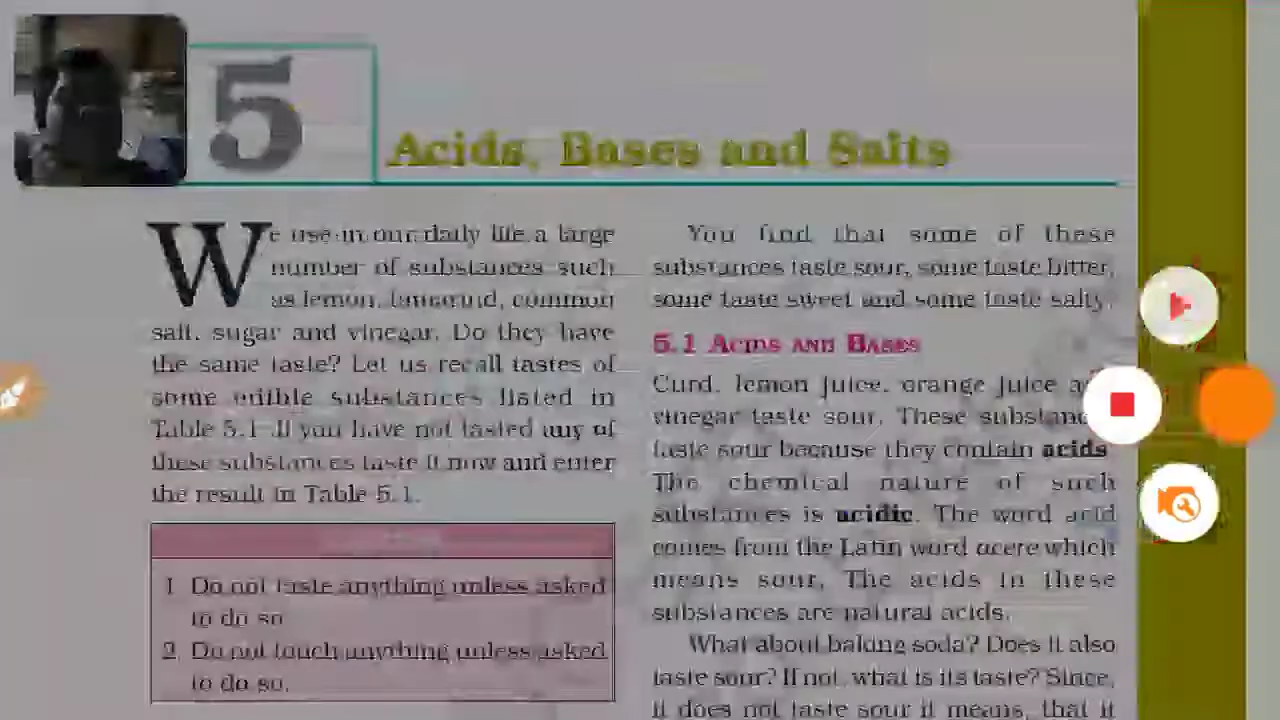 5
Acids, Bases and Salts
We use in our daily life a large
number of substances such
as lemon, tamarind, common
salt, sugar and vinegar. Do they have
the same taste? Let us recall tastes of
some edible substances listed in
Table 5.1. If you have not tasted any of
these substances taste it now and enter
the result in Table 5.1.
1. Do not taste anything unless asked
to do so.
2. Do not touch anything unless asked
to do so.
You find that some of these
substances taste sour, some taste bitter,
some taste sweet and some taste salty.
5.1 ACIDS AND BASES
Curd, lemon juice, orange juice
vinegar taste sour. These
taste sour because they contain acids
The chemical nature of such
substances is acidic. The word acid
comes from the Latin word acere which
means sour. The acids in these
substances are natural acids.
What about baking soda? Does it also
taste sour? If not, what is its taste? Since,
it does not taste sour it means, that it